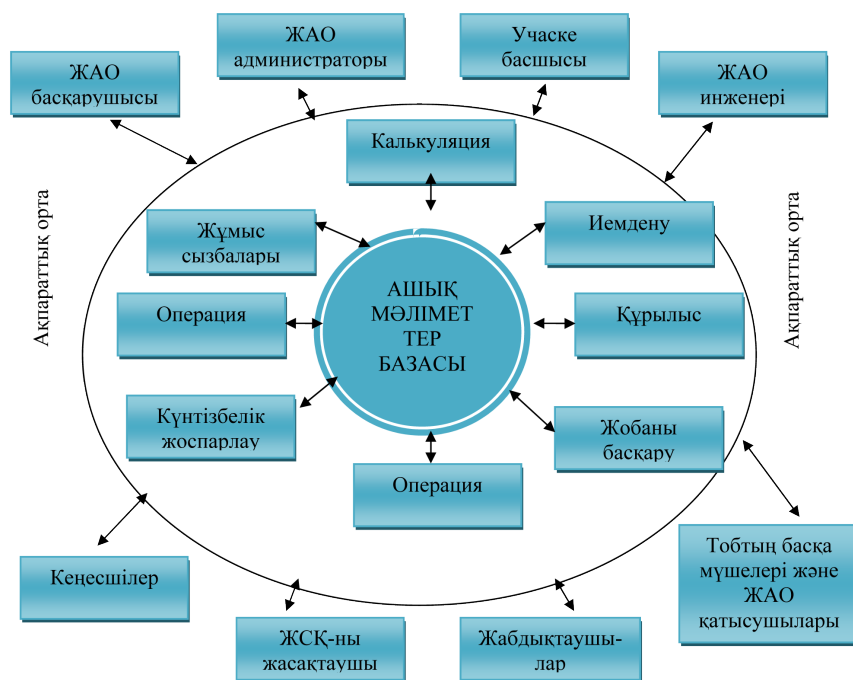 ЖАО
администраторы
Учаске
басшысы
ЖАО
басқарушысы
ЖАО
инженері
Калькуляция
Ақпараттық орта
Ақпараттық орта
Жұмыс
сызбалары
Иемдену
АШЫҚ
МӘЛІМЕТ
ТЕР
БАЗАСЫ
Операция
Құрылыс
Күнтізбелік
жоспарлау
Жобаны
басқару
Операция
Кеңесшілер
Тобтың басқа
мүшелері және
ЖАО
қатысушылары
ЖСҚ-ны
жасақтаушы
Жабдықтаушы-
лар